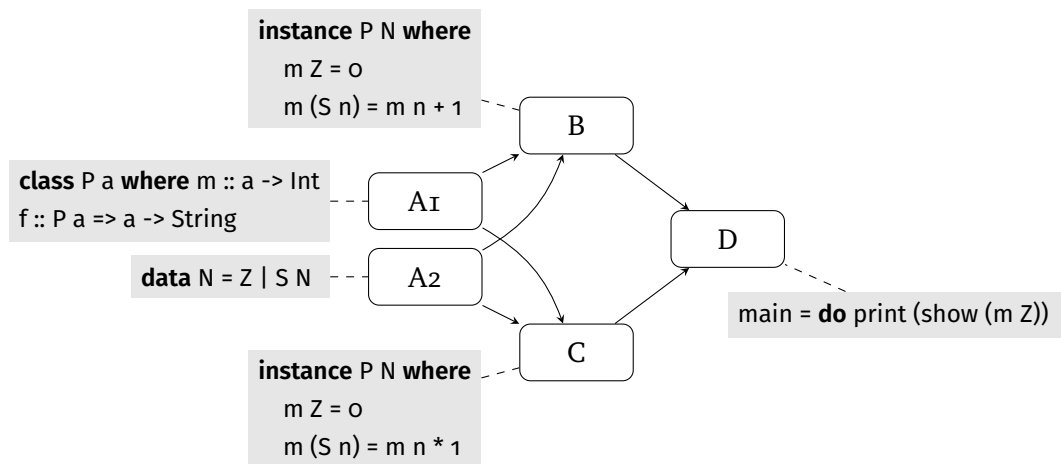 instance P N where
m Z = 0
m (S n) = m n + 1
B
class P a where m :: a -> Int
f :: P a => a -> String
A1
D
data N = Z | S N
A2
main = do print (show (m Z))
C
instance P N where
m Z = 0
m (S n) = m n * 1